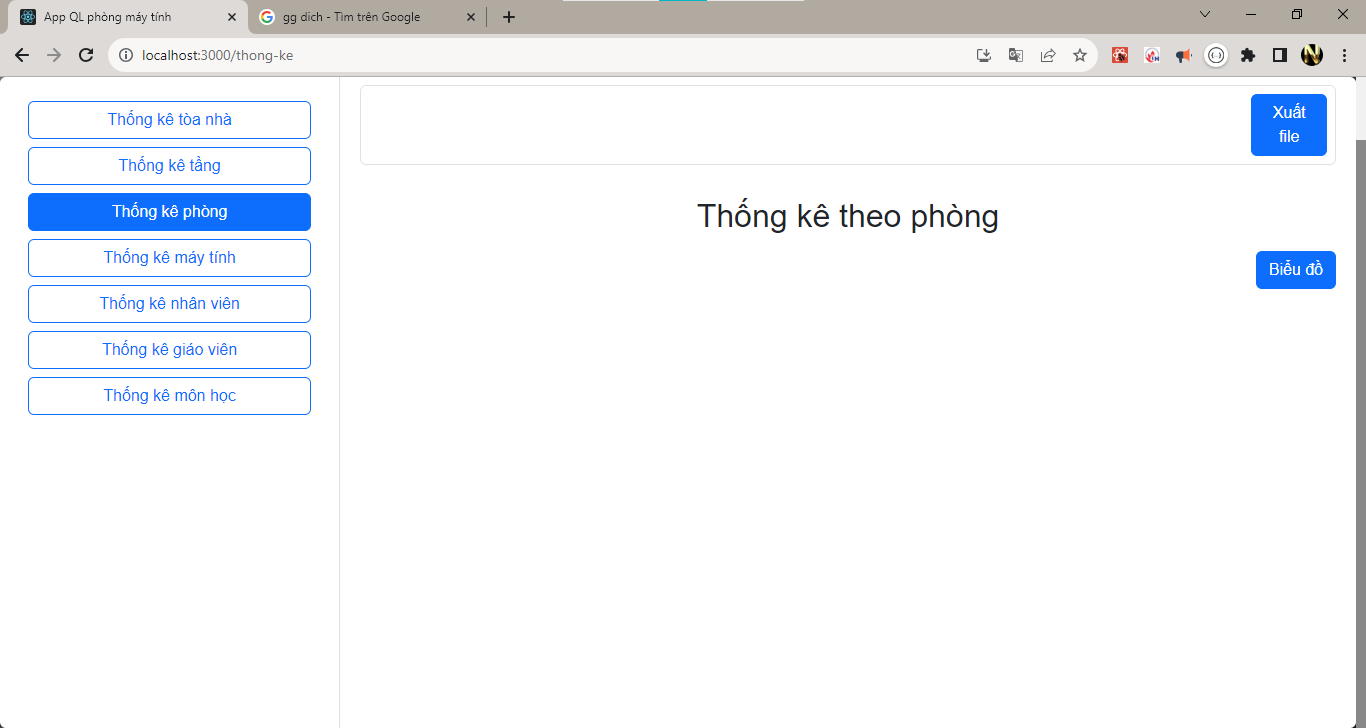 App QL phòng máy tính
gg dich - Tìm trên Google
localhost:3000/thong-ke
Thống kê tòa nhà
Thống kê tầng
Thống kê phòng
Thống kê máy tính
Thống kê nhân viên
Thống kê giáo viên
Thống kê môn học
Xuất
file
Thống kê theo phòng
Biểu đồ